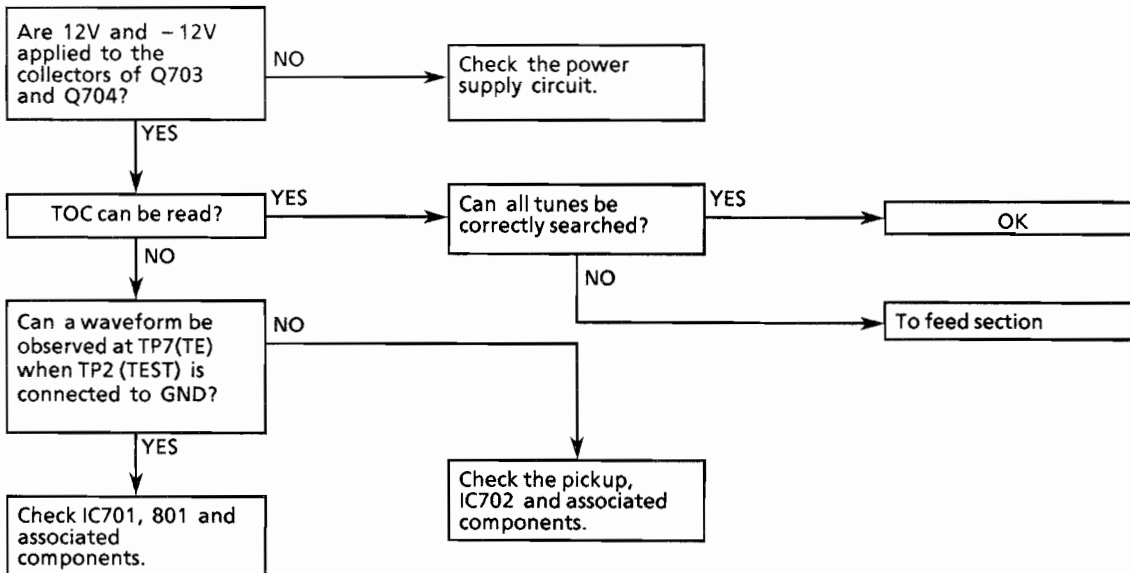 Are 12V and – 12V
applied to the
collectors of Q703
and Q704?
NO
Check the power
supply circuit.
YES
TOC can be read?
YES
Can all tunes be
correctly searched?
YES
OK
NO
NO
To feed section
Can a waveform be
observed at TP7(TE)
when TP2 (TEST) is
connected to GND?
NO
YES
Check the pickup,
IC702 and associated
components.
Check IC701, 801 and
associated
components.